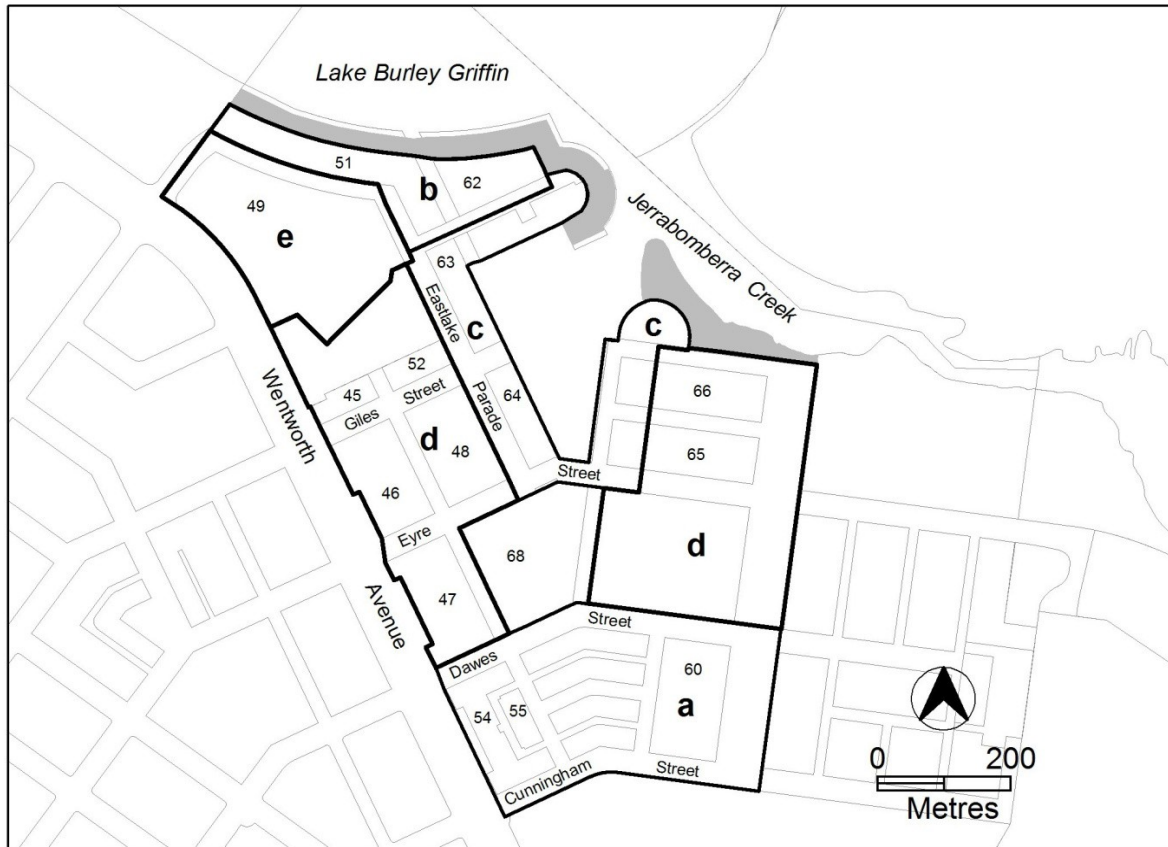 Lake Burley Griffin
51
62
b
49
e
63
Jerrabomberra Creek
Eastlake
c
c
52
45
Street
Giles
Wentworth
64
Parade
66
d
48
65
46
Street
Eyre
68
d
47
Avenue
Street
Dawes
60
54
55
a
Cunningham
Street
0 200
Metres